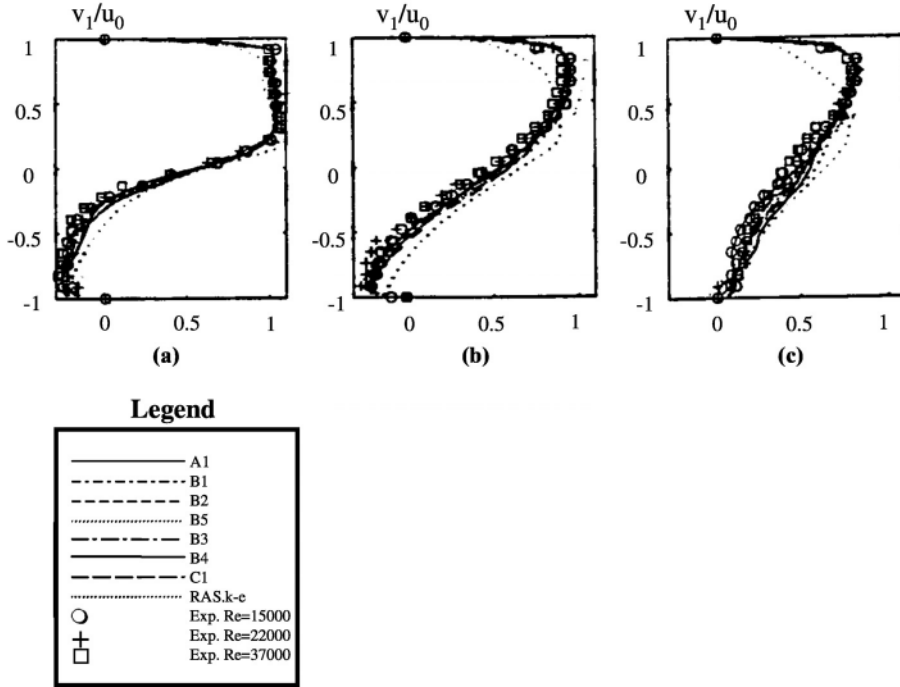 v1/u0 v1/u0 v1/u0
1 1 1
0.5 0.5 0.5
0 0 0
-0.5 -0.5 -0.5
-1 -1 -1
0 0.5 1 0 0.5 1 0 0.5 1
(a) (b) (c)
Legend
A1
B1
B2
B5
B3
B4
C1
RAS.k-e
Exp. Re=15000
Exp. Re=22000
Exp. Re=37000